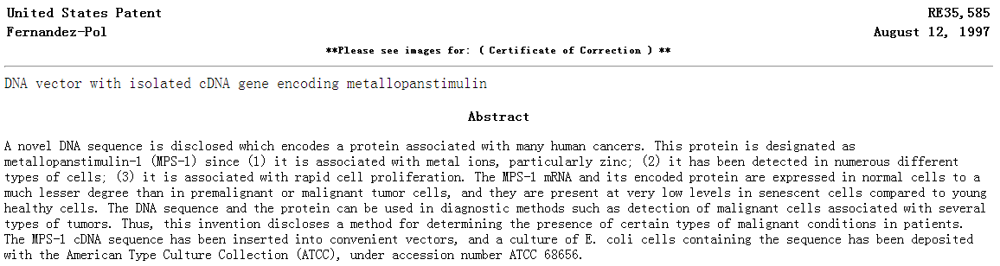 United States Patent RE35,585
Fernandez-Pol August 12, 1997
**Please see images for: ( Certificate of Correction ) **
DNA vector with isolated cDNA gene encoding metallopanstimulin
Abstract
A novel DNA sequence is disclosed which encodes a protein associated with many human cancers. This protein is designated as
metallopanstimulin-1 (MPS-1) since (1) it is associated with metal ions, particularly zinc; (2) it has been detected in numerous different
types of cells; (3) it is associated with rapid cell proliferation. The MPS-1 mRNA and its encoded protein are expressed in normal cells to a
much lesser degree than in premalignant or malignant tumor cells, and they are present at very low levels in senescent cells compared to young
healthy cells. The DNA sequence and the protein can be used in diagnostic methods such as detection of malignant cells associated with several
types of tumors. Thus, this invention discloses a method for determining the presence of certain types of malignant conditions in patients.
The MPS-1 cDNA sequence has been inserted into convenient vectors, and a culture of E. coli cells containing the sequence has been deposited
with the American Type Culture Collection (ATCC), under accession number ATCC 68656.